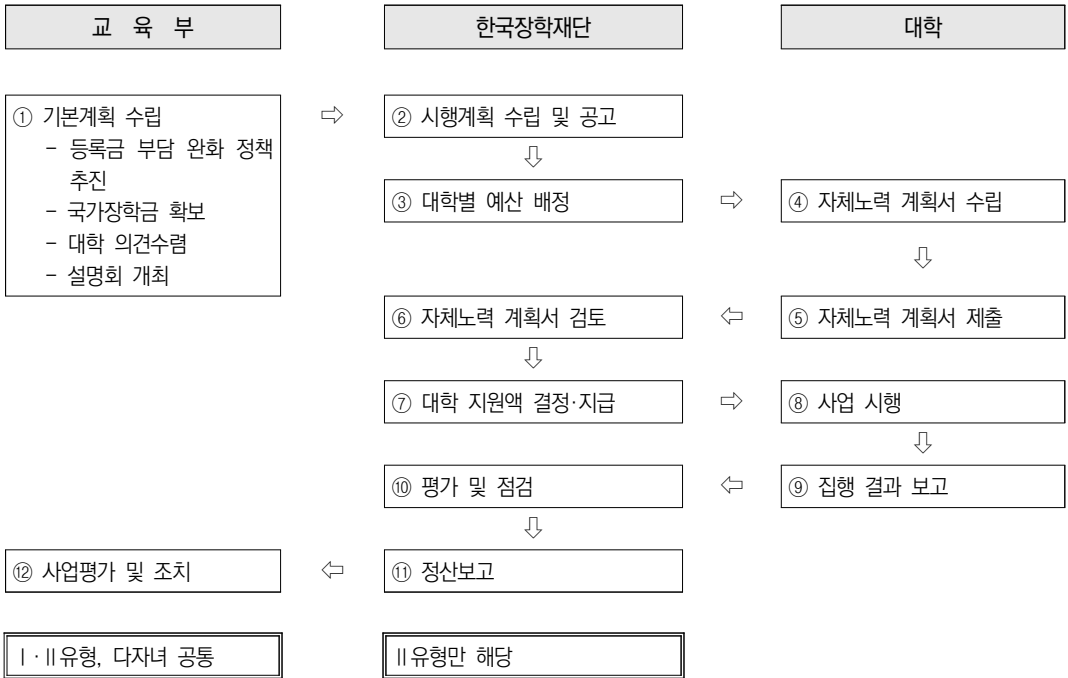 교 육 부
한국장학재단
대학
① 기본계획 수립
- 등록금 부담 완화 정책
추진
- 국가장학금 확보
- 대학 의견수렴
- 설명회 개최
⇨
② 시행계획 수립 및 공고
⇩
③ 대학별 예산 배정
⇨
④ 자체노력 계획서 수립
⇩
⑥ 자체노력 계획서 검토
⇦
⑤ 자체노력 계획서 제출
⇩
⑦ 대학 지원액 결정·지급
⇨
⑧ 사업 시행
⇩
⑩ 평가 및 점검
⇦
⑨ 집행 결과 보고
⇩
⑫ 사업평가 및 조치
⇦
⑪ 정산보고
Ⅰ·Ⅱ유형, 다자녀 공통
Ⅱ유형만 해당